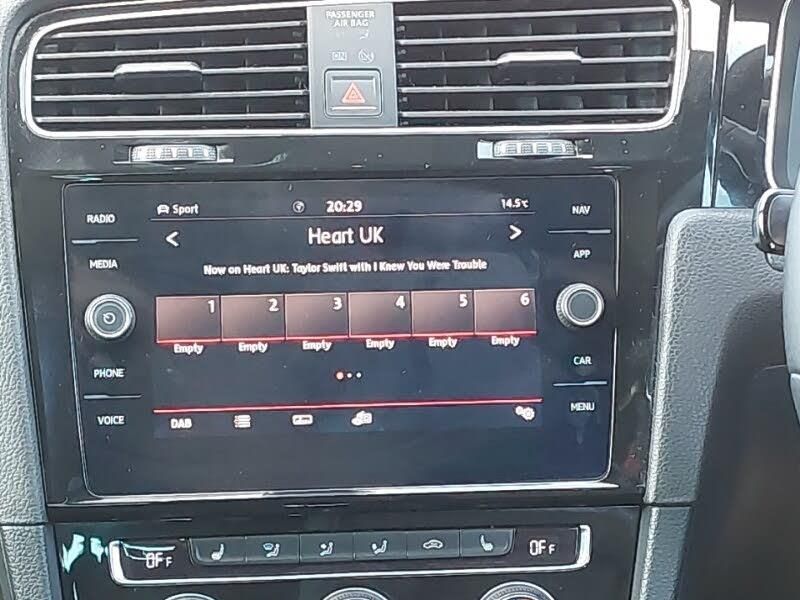 PASSENGER
AIR BAG
ON
Sport 20:29 14.5°C
RADIO NAV
Heart UK
MEDIA APP
Now on Heart UK: Taylor Swift with I Knew You Were Trouble
1 2 3 4 5 6
Empty Empty Empty Empty Empty Empty
PHONE CAR
VOICE MENU
DAB
OFF OFF